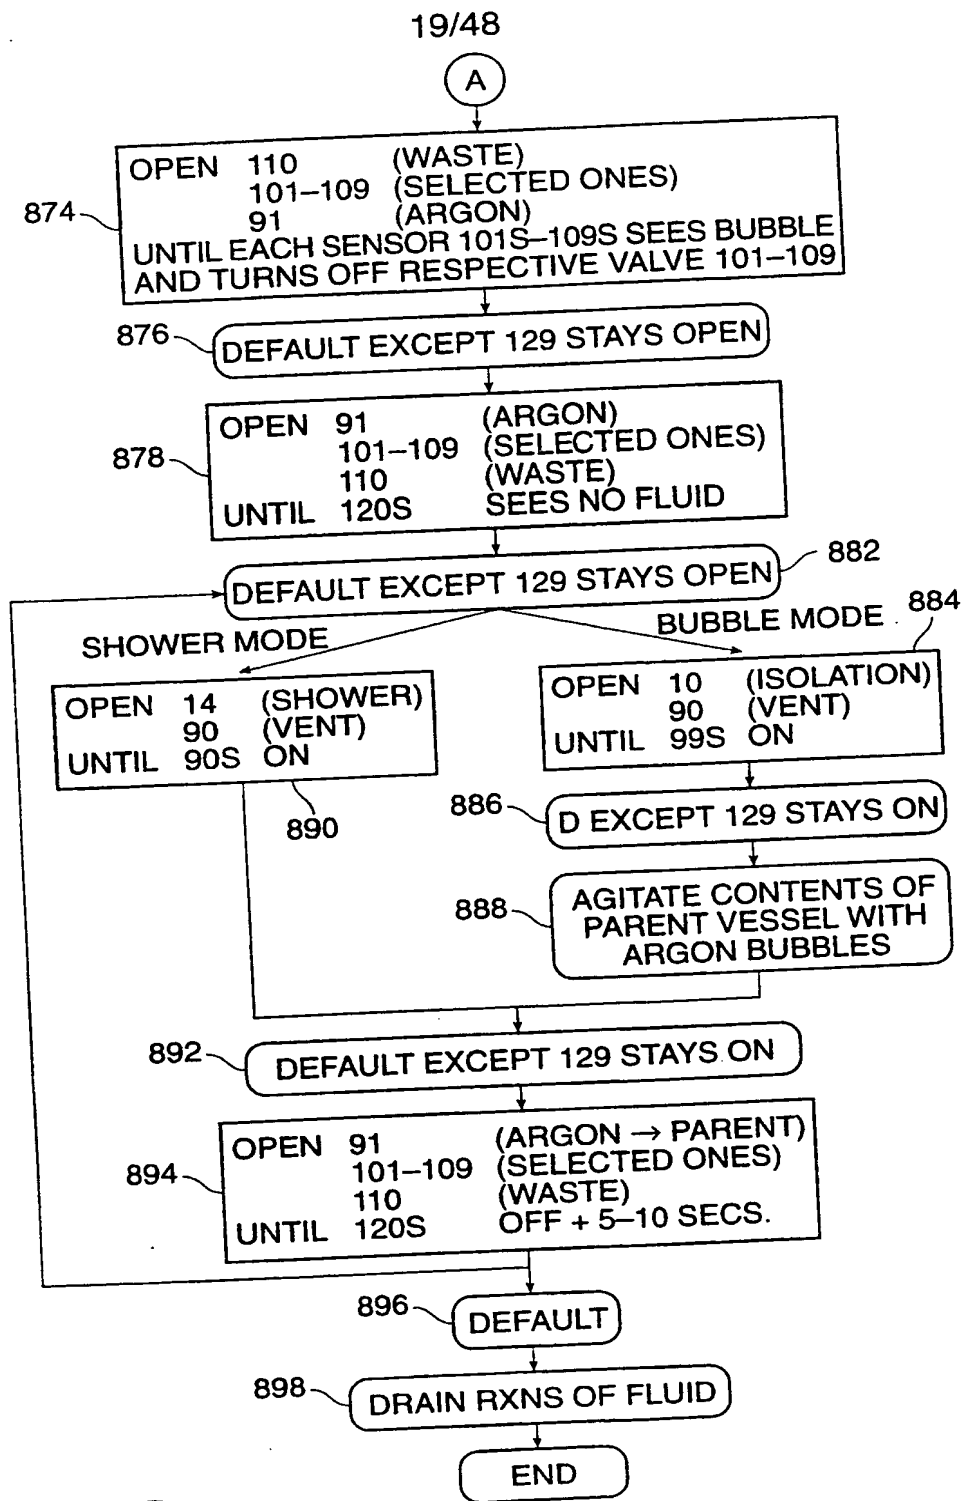 19/48
A
874
OPEN 110 (WASTE)
101–109 (SELECTED ONES)
91 (ARGON)
UNTIL EACH SENSOR 101S–109S SEES BUBBLE
AND TURNS OFF RESPECTIVE VALVE 101–109
876
DEFAULT EXCEPT 129 STAYS OPEN
878
OPEN 91 (ARGON)
101–109 (SELECTED ONES)
110 (WASTE)
UNTIL 120S SEES NO FLUID
882
DEFAULT EXCEPT 129 STAYS OPEN
SHOWER MODE
BUBBLE MODE
884
OPEN 14 (SHOWER)
90 (VENT)
UNTIL 90S ON
890
OPEN 10 (ISOLATION)
90 (VENT)
UNTIL 99S ON
886
D EXCEPT 129 STAYS ON
888
AGITATE CONTENTS OF
PARENT VESSEL WITH
ARGON BUBBLES
892
DEFAULT EXCEPT 129 STAYS ON
894
OPEN 91 (ARGON → PARENT)
101–109 (SELECTED ONES)
110 (WASTE)
UNTIL 120S OFF + 5–10 SECS.
896
DEFAULT
898
DRAIN RXNS OF FLUID
END